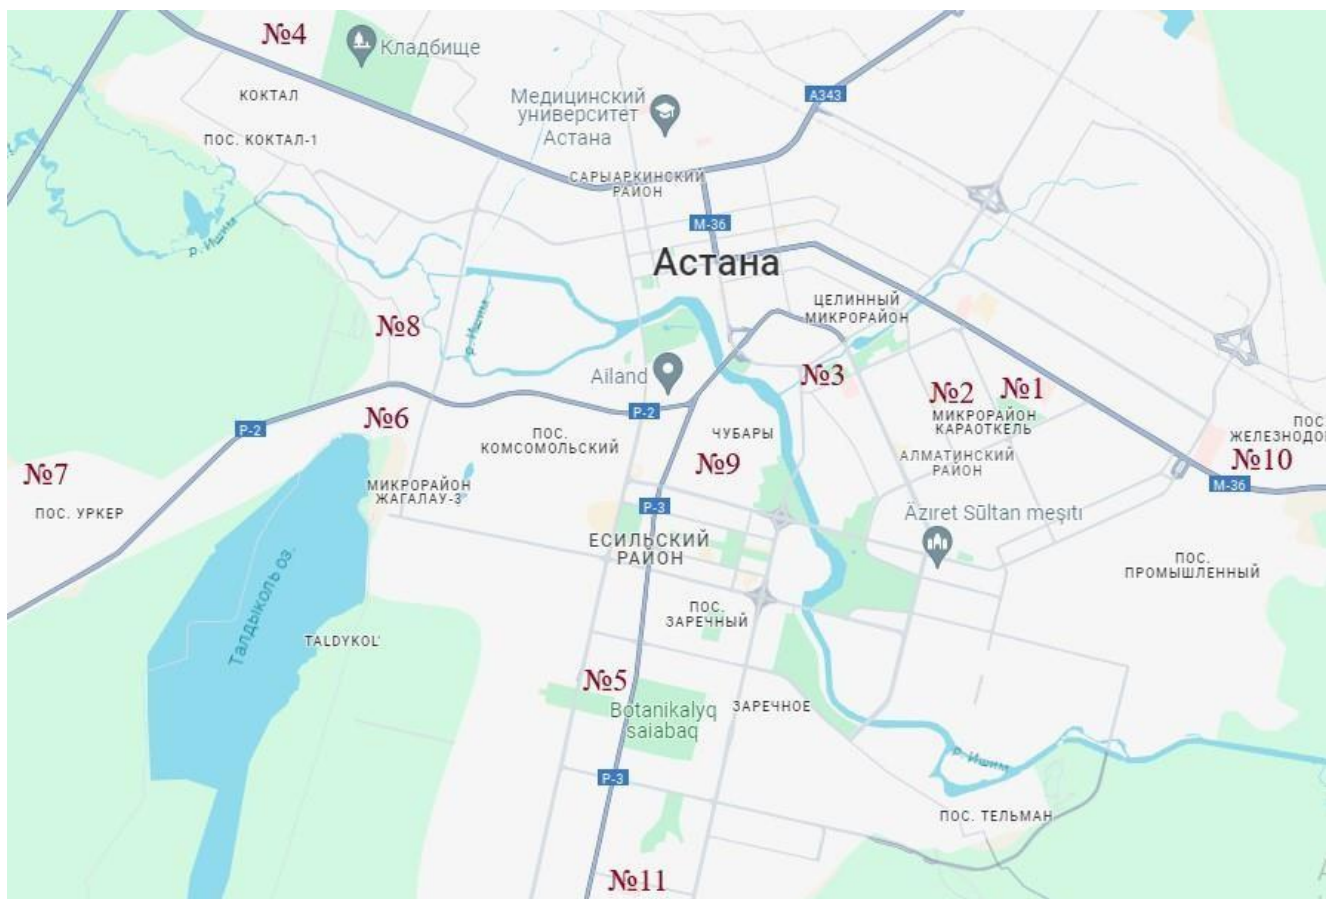 №4
Кладбище
КОКТАЛ
Медицинский
университет
Астана
A343
ПОС. КОКТАЛ-1
САРЫАРКИНСКИЙ
РАЙОН
р. Ишим
M-36
Астана
ЦЕЛИННЫЙ
МИКРОРАЙОН
№8
р. Ишим
Ailand
№3
№2
№1
P-2
№6
P-2
МИКРОРАЙОН
КАРАОТКЕЛЬ
ПОС.
КОМСОМОЛЬСКИЙ
ЧУБАРЫ
ПОС.
ЖЕЛЕЗНОДО
№7
№9
АЛМАТИНСКИЙ
РАЙОН
№10
M-36
МИКРОРАЙОН
ЖАГАЛАУ-3
ПОС. УРКЕР
P-3
Äziret Sūltan meşıtı
ЕСИЛЬСКИЙ
РАЙОН
ПОС.
ПРОМЫШЛЕННЫЙ
Талдыколь оз.
ПОС.
ЗАРЕЧНЫЙ
TALDYKOL'
№5
Botanikalyq
saiabaq
ЗАРЕЧНОЕ
р. Ишим
P-3
ПОС. ТЕЛЬМАН
№11